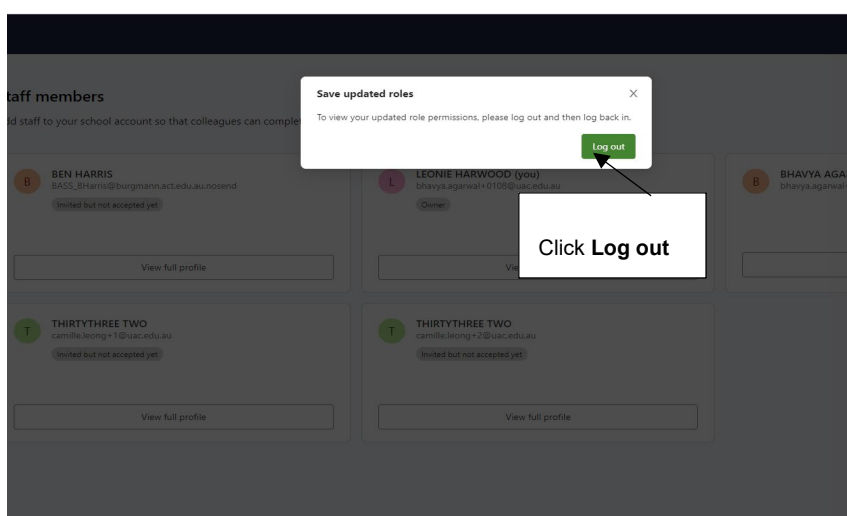 Save updated roles
To view your updated role permissions, please log out and then log back in.
Log out
taff members
dd staff to your school account so that colleagues can comple
B
BEN HARRIS
BASS_BHarris@burgmann.act.edu.au.nosend
Invited but not accepted yet
View full profile
L
LEONIE HARWOOD (you)
bhavya.agarwal+0108@uac.edu.au
Owner
Vie
B
BHAVYA AGA
bhavya.agarwal
Click Log out
T
THIRTYTHREE TWO
camille.leong+1@uac.edu.au
Invited but not accepted yet
View full profile
T
THIRTYTHREE TWO
camille.leong+2@uac.edu.au
Invited but not accepted yet
View full profile